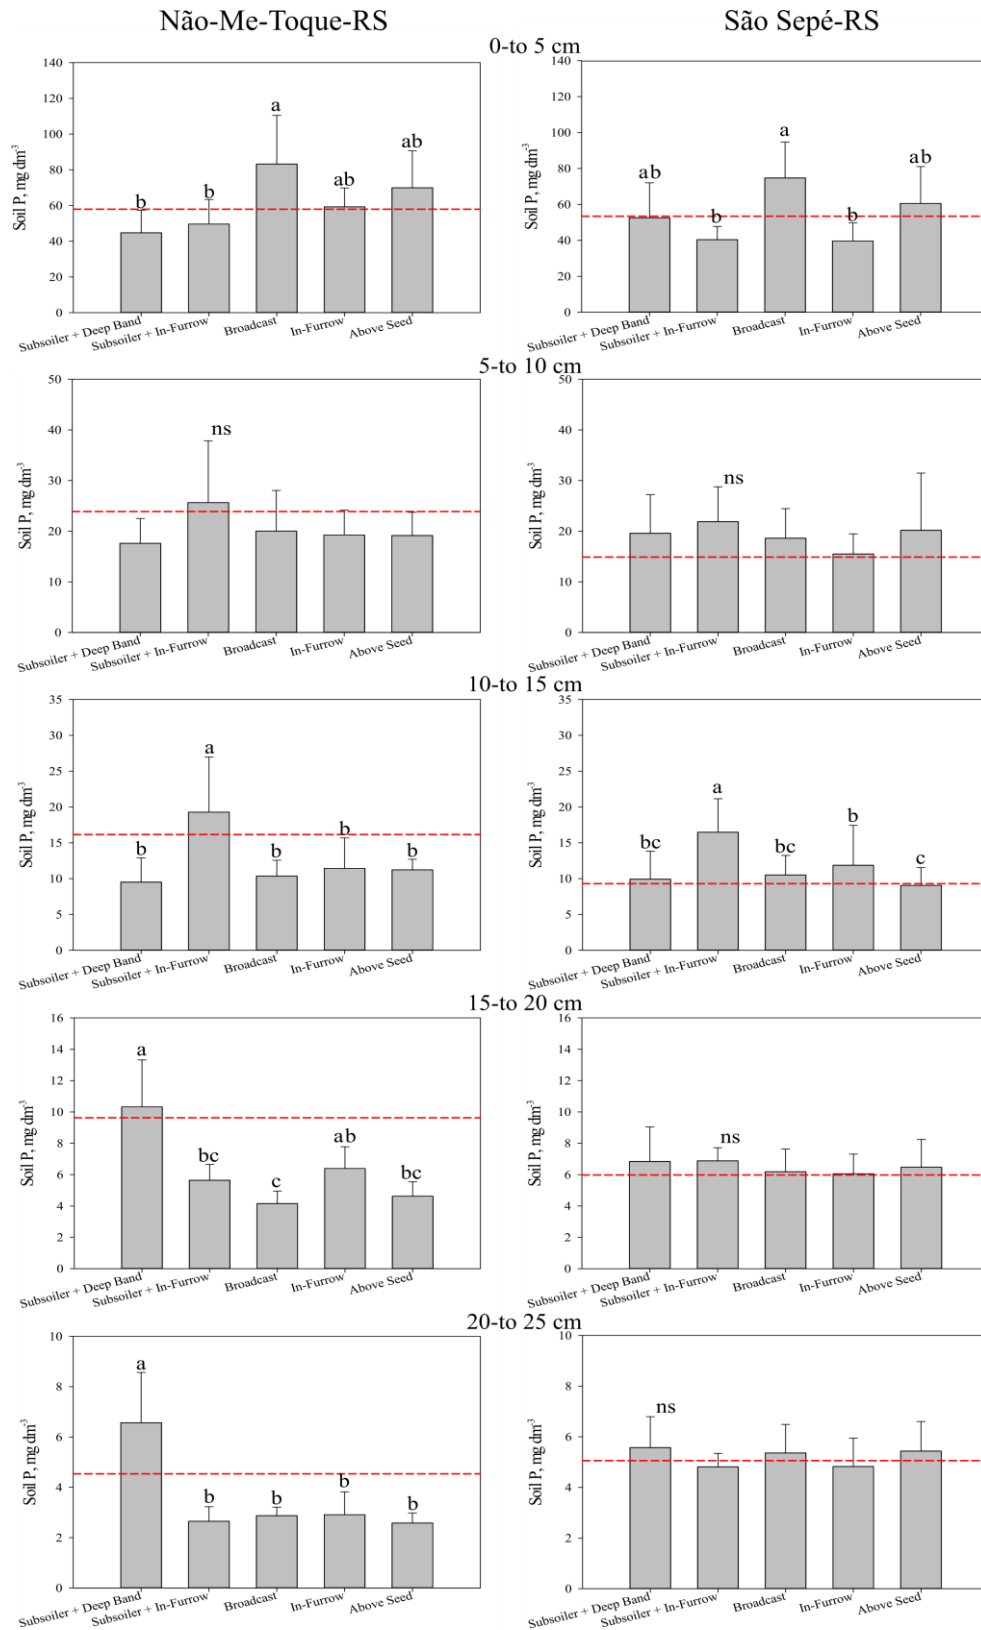 Não-Me-Toque-RS
São Sepé-RS
0-to 5 cm
Soil P, mg dm-3
140
120
100
80
60
40
20
0
b
b
a
ab
ab
Subsoiler + Deep Band
Subsoiler + In-Furrow
Broadcast
In-Furrow
Above Seed
Soil P, mg dm-3
140
120
100
80
60
40
20
0
ab
b
a
b
ab
Subsoiler + Deep Band
Subsoiler + In-Furrow
Broadcast
In-Furrow
Above Seed
5-to 10 cm
Soil P, mg dm-3
50
40
30
20
10
0
ns
Subsoiler + Deep Band
Subsoiler + In-Furrow
Broadcast
In-Furrow
Above Seed
Soil P, mg dm-3
50
40
30
20
10
0
ns
Subsoiler + Deep Band
Subsoiler + In-Furrow
Broadcast
In-Furrow
Above Seed
10-to 15 cm
Soil P, mg dm-3
35
30
25
20
15
10
5
0
b
a
b
b
b
Subsoiler + Deep Band
Subsoiler + In-Furrow
Broadcast
In-Furrow
Above Seed
Soil P, mg dm-3
35
30
25
20
15
10
5
0
bc
a
bc
b
c
Subsoiler + Deep Band
Subsoiler + In-Furrow
Broadcast
In-Furrow
Above Seed
15-to 20 cm
Soil P, mg dm-3
16
14
12
10
8
6
4
2
0
a
bc
c
ab
bc
Subsoiler + Deep Band
Subsoiler + In-Furrow
Broadcast
In-Furrow
Above Seed
Soil P, mg dm-3
16
14
12
10
8
6
4
2
0
ns
Subsoiler + Deep Band
Subsoiler + In-Furrow
Broadcast
In-Furrow
Above Seed
20-to 25 cm
Soil P, mg dm-3
10
8
6
4
2
0
a
b
b
b
b
Subsoiler + Deep Band
Subsoiler + In-Furrow
Broadcast
In-Furrow
Above Seed
Soil P, mg dm-3
10
8
6
4
2
0
ns
Subsoiler + Deep Band
Subsoiler + In-Furrow
Broadcast
In-Furrow
Above Seed